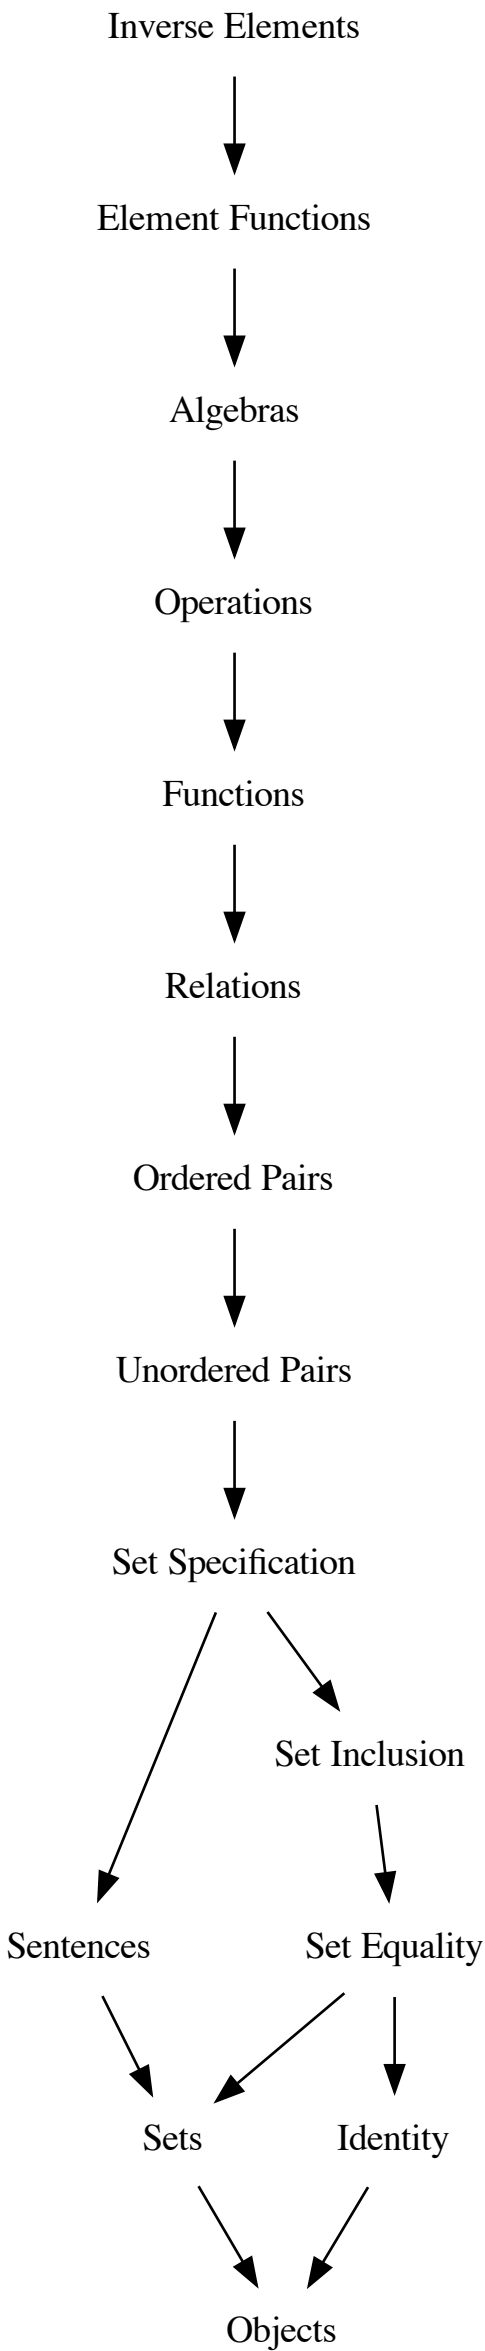 Inverse Elements
Element Functions
Algebras
Operations
Functions
Relations
Ordered Pairs
Unordered Pairs
Set Specification
Set Inclusion
Sentences
Set Equality
Sets
Identity
Objects